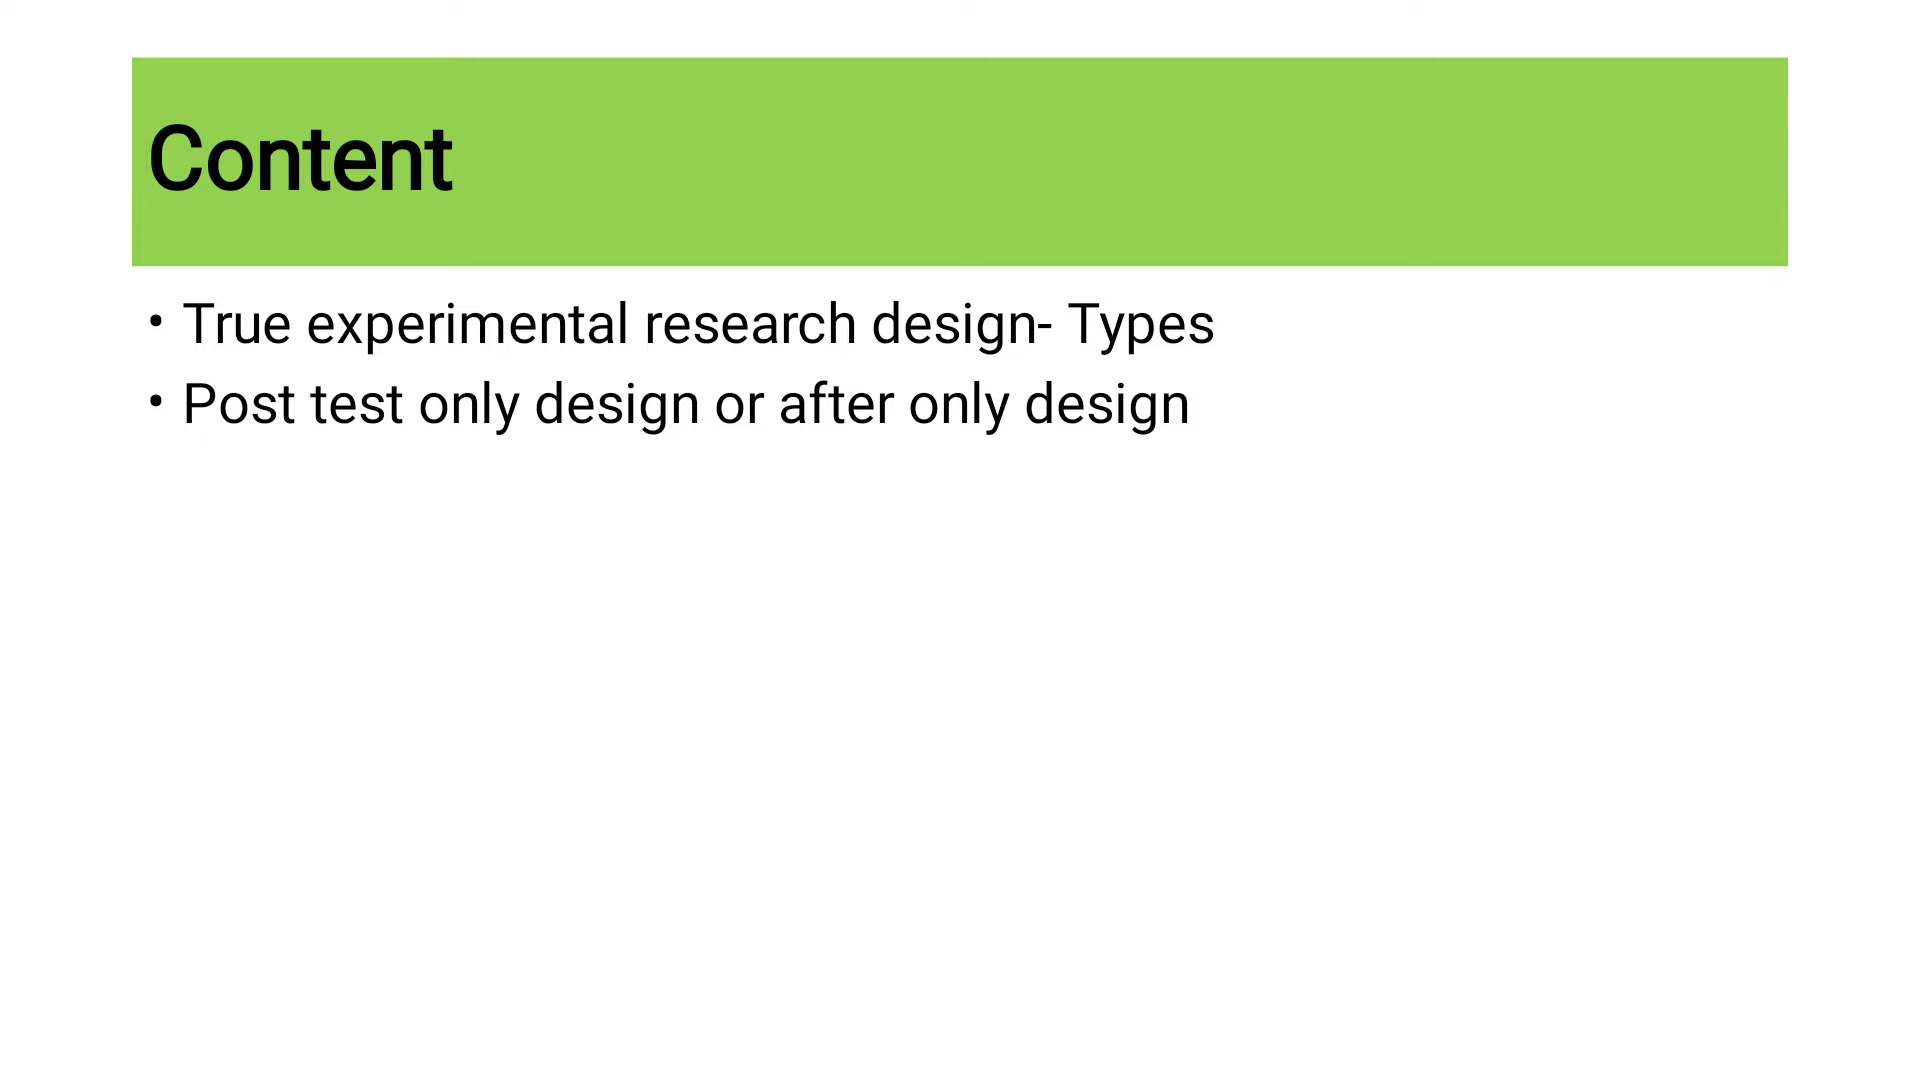 Content
• True experimental research design- Types
• Post test only design or after only design